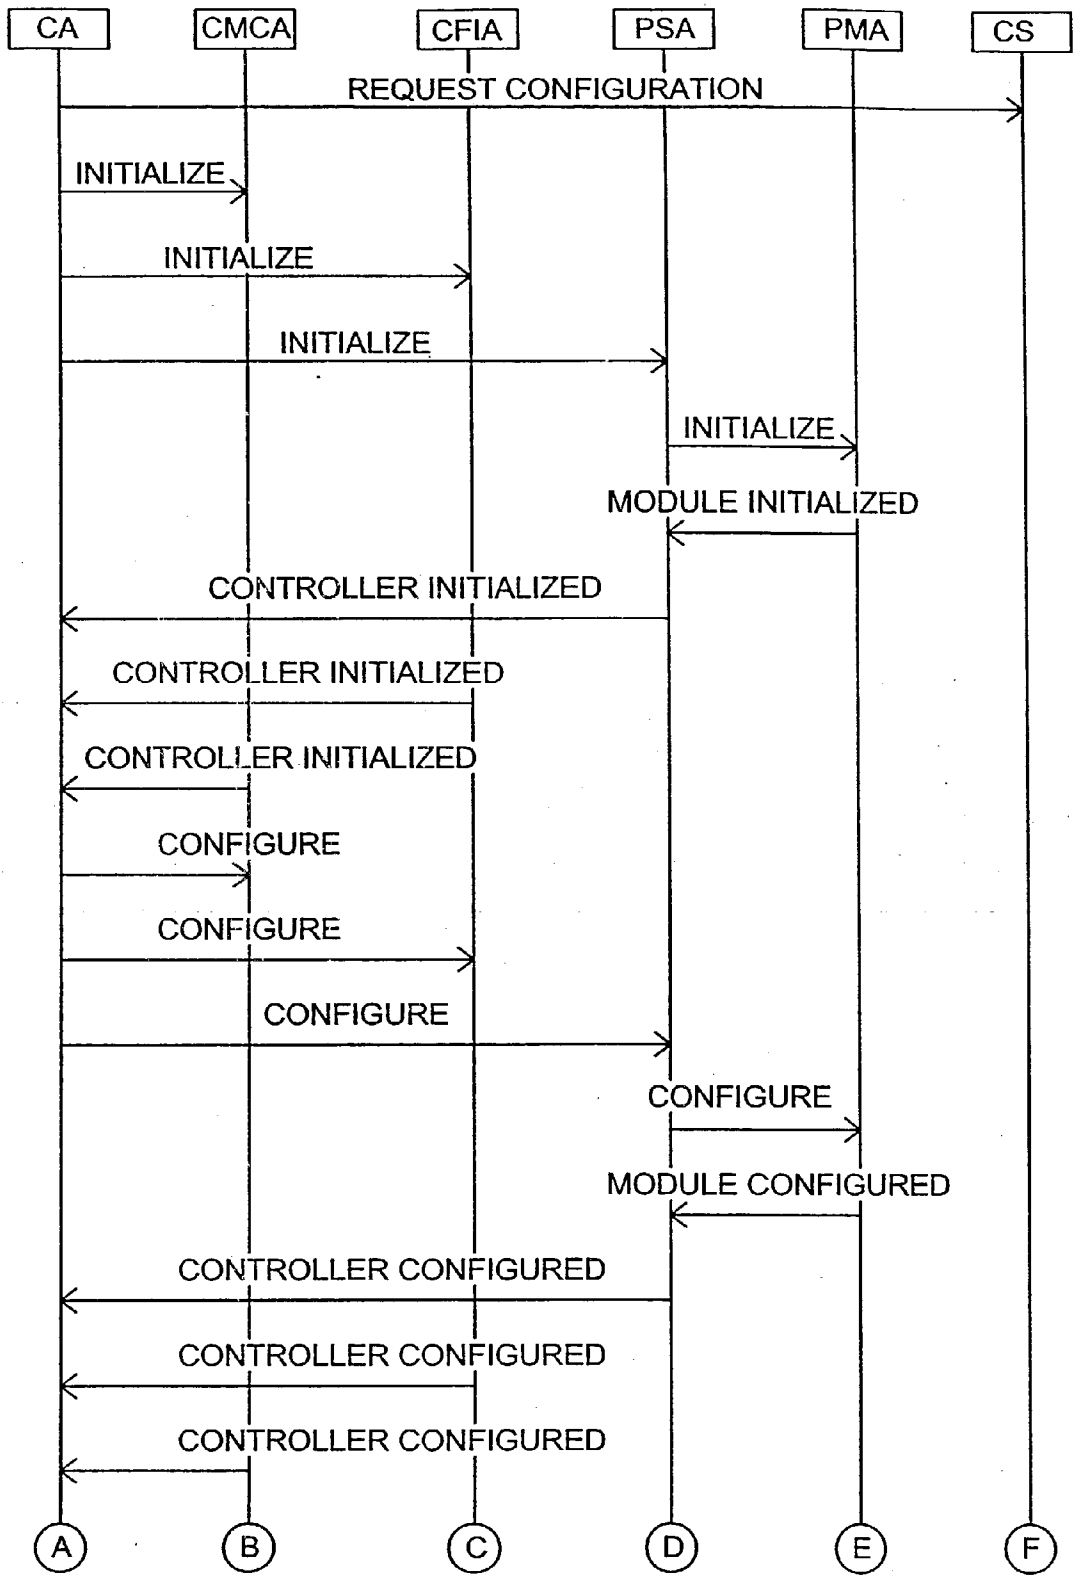 CA CMCA CFIA PSA PMA CS
REQUEST CONFIGURATION
INITIALIZE
INITIALIZE
INITIALIZE
INITIALIZE
MODULE INITIALIZED
CONTROLLER INITIALIZED
CONTROLLER INITIALIZED
CONTROLLER INITIALIZED
CONFIGURE
CONFIGURE
CONFIGURE
CONFIGURE
MODULE CONFIGURED
CONTROLLER CONFIGURED
CONTROLLER CONFIGURED
CONTROLLER CONFIGURED
A B C D E F